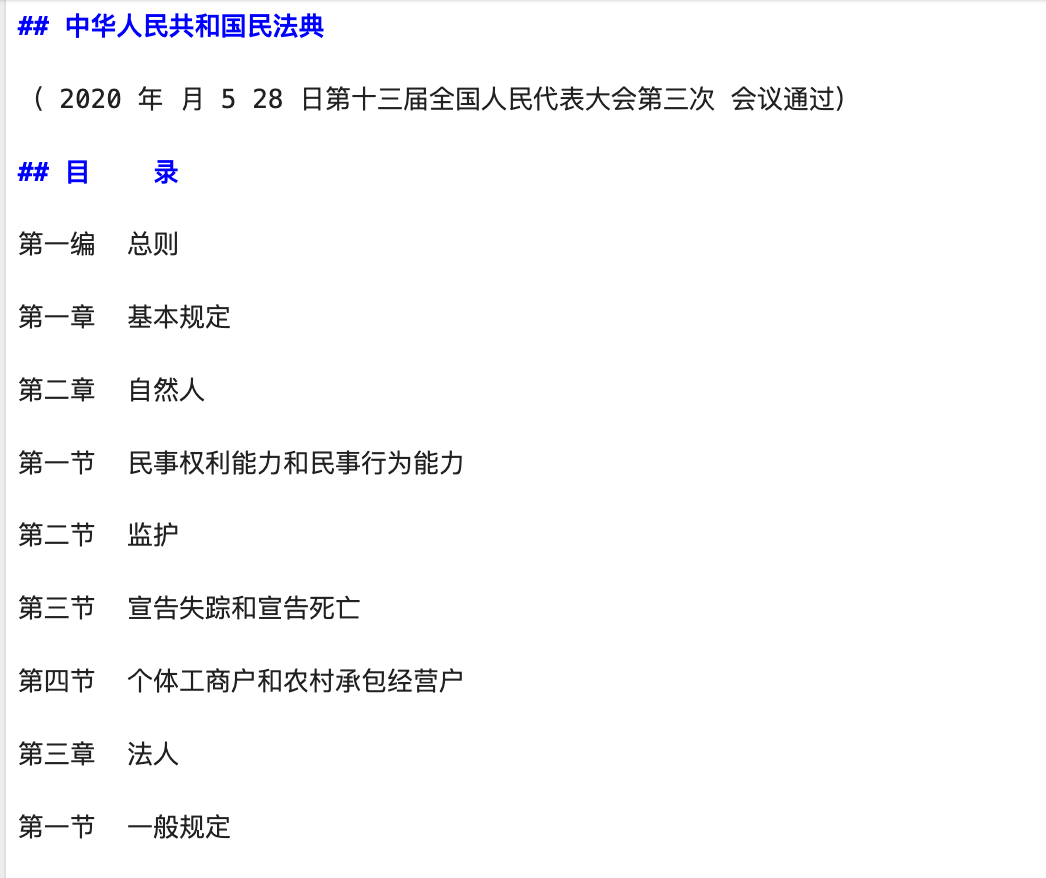 ## 中华人民共和国民法典
( 2020 年 月 5 28 日第十三届全国人民代表大会第三次 会议通过)
## 目    录
第一编  总则
第一章  基本规定
第二章  自然人
第一节  民事权利能力和民事行为能力
第二节  监护
第三节  宣告失踪和宣告死亡
第四节  个体工商户和农村承包经营户
第三章  法人
第一节  一般规定